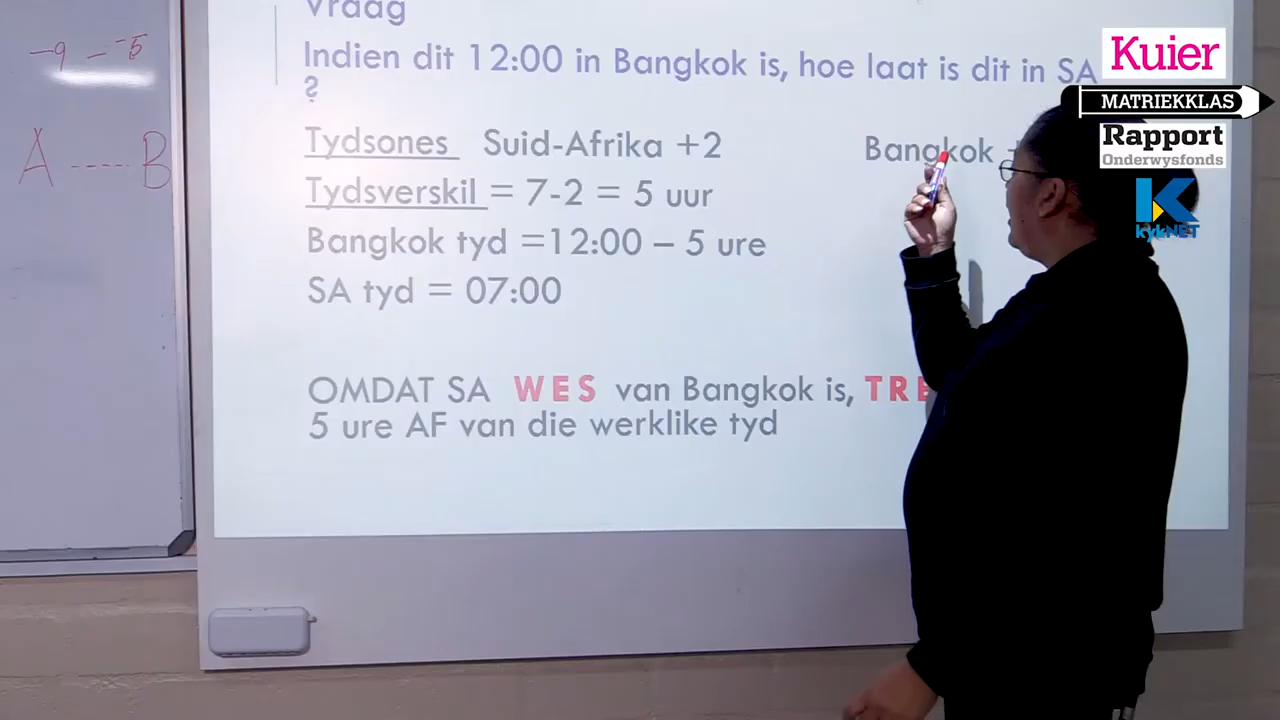 -9 - -5
A ----- B
Vraag
Indien dit 12:00 in Bangkok is, hoe laat is dit in SA
?
Tydsones Suid-Afrika +2 Bangkok
Tydsverskil = 7-2 = 5 uur
Bangkok tyd =12:00 – 5 ure
SA tyd = 07:00
OMDAT SA WES van Bangkok is,
5 ure AF van die werklike tyd
Kuier
MATRIEKKLAS
Rapport
Onderwysfonds
kykNET